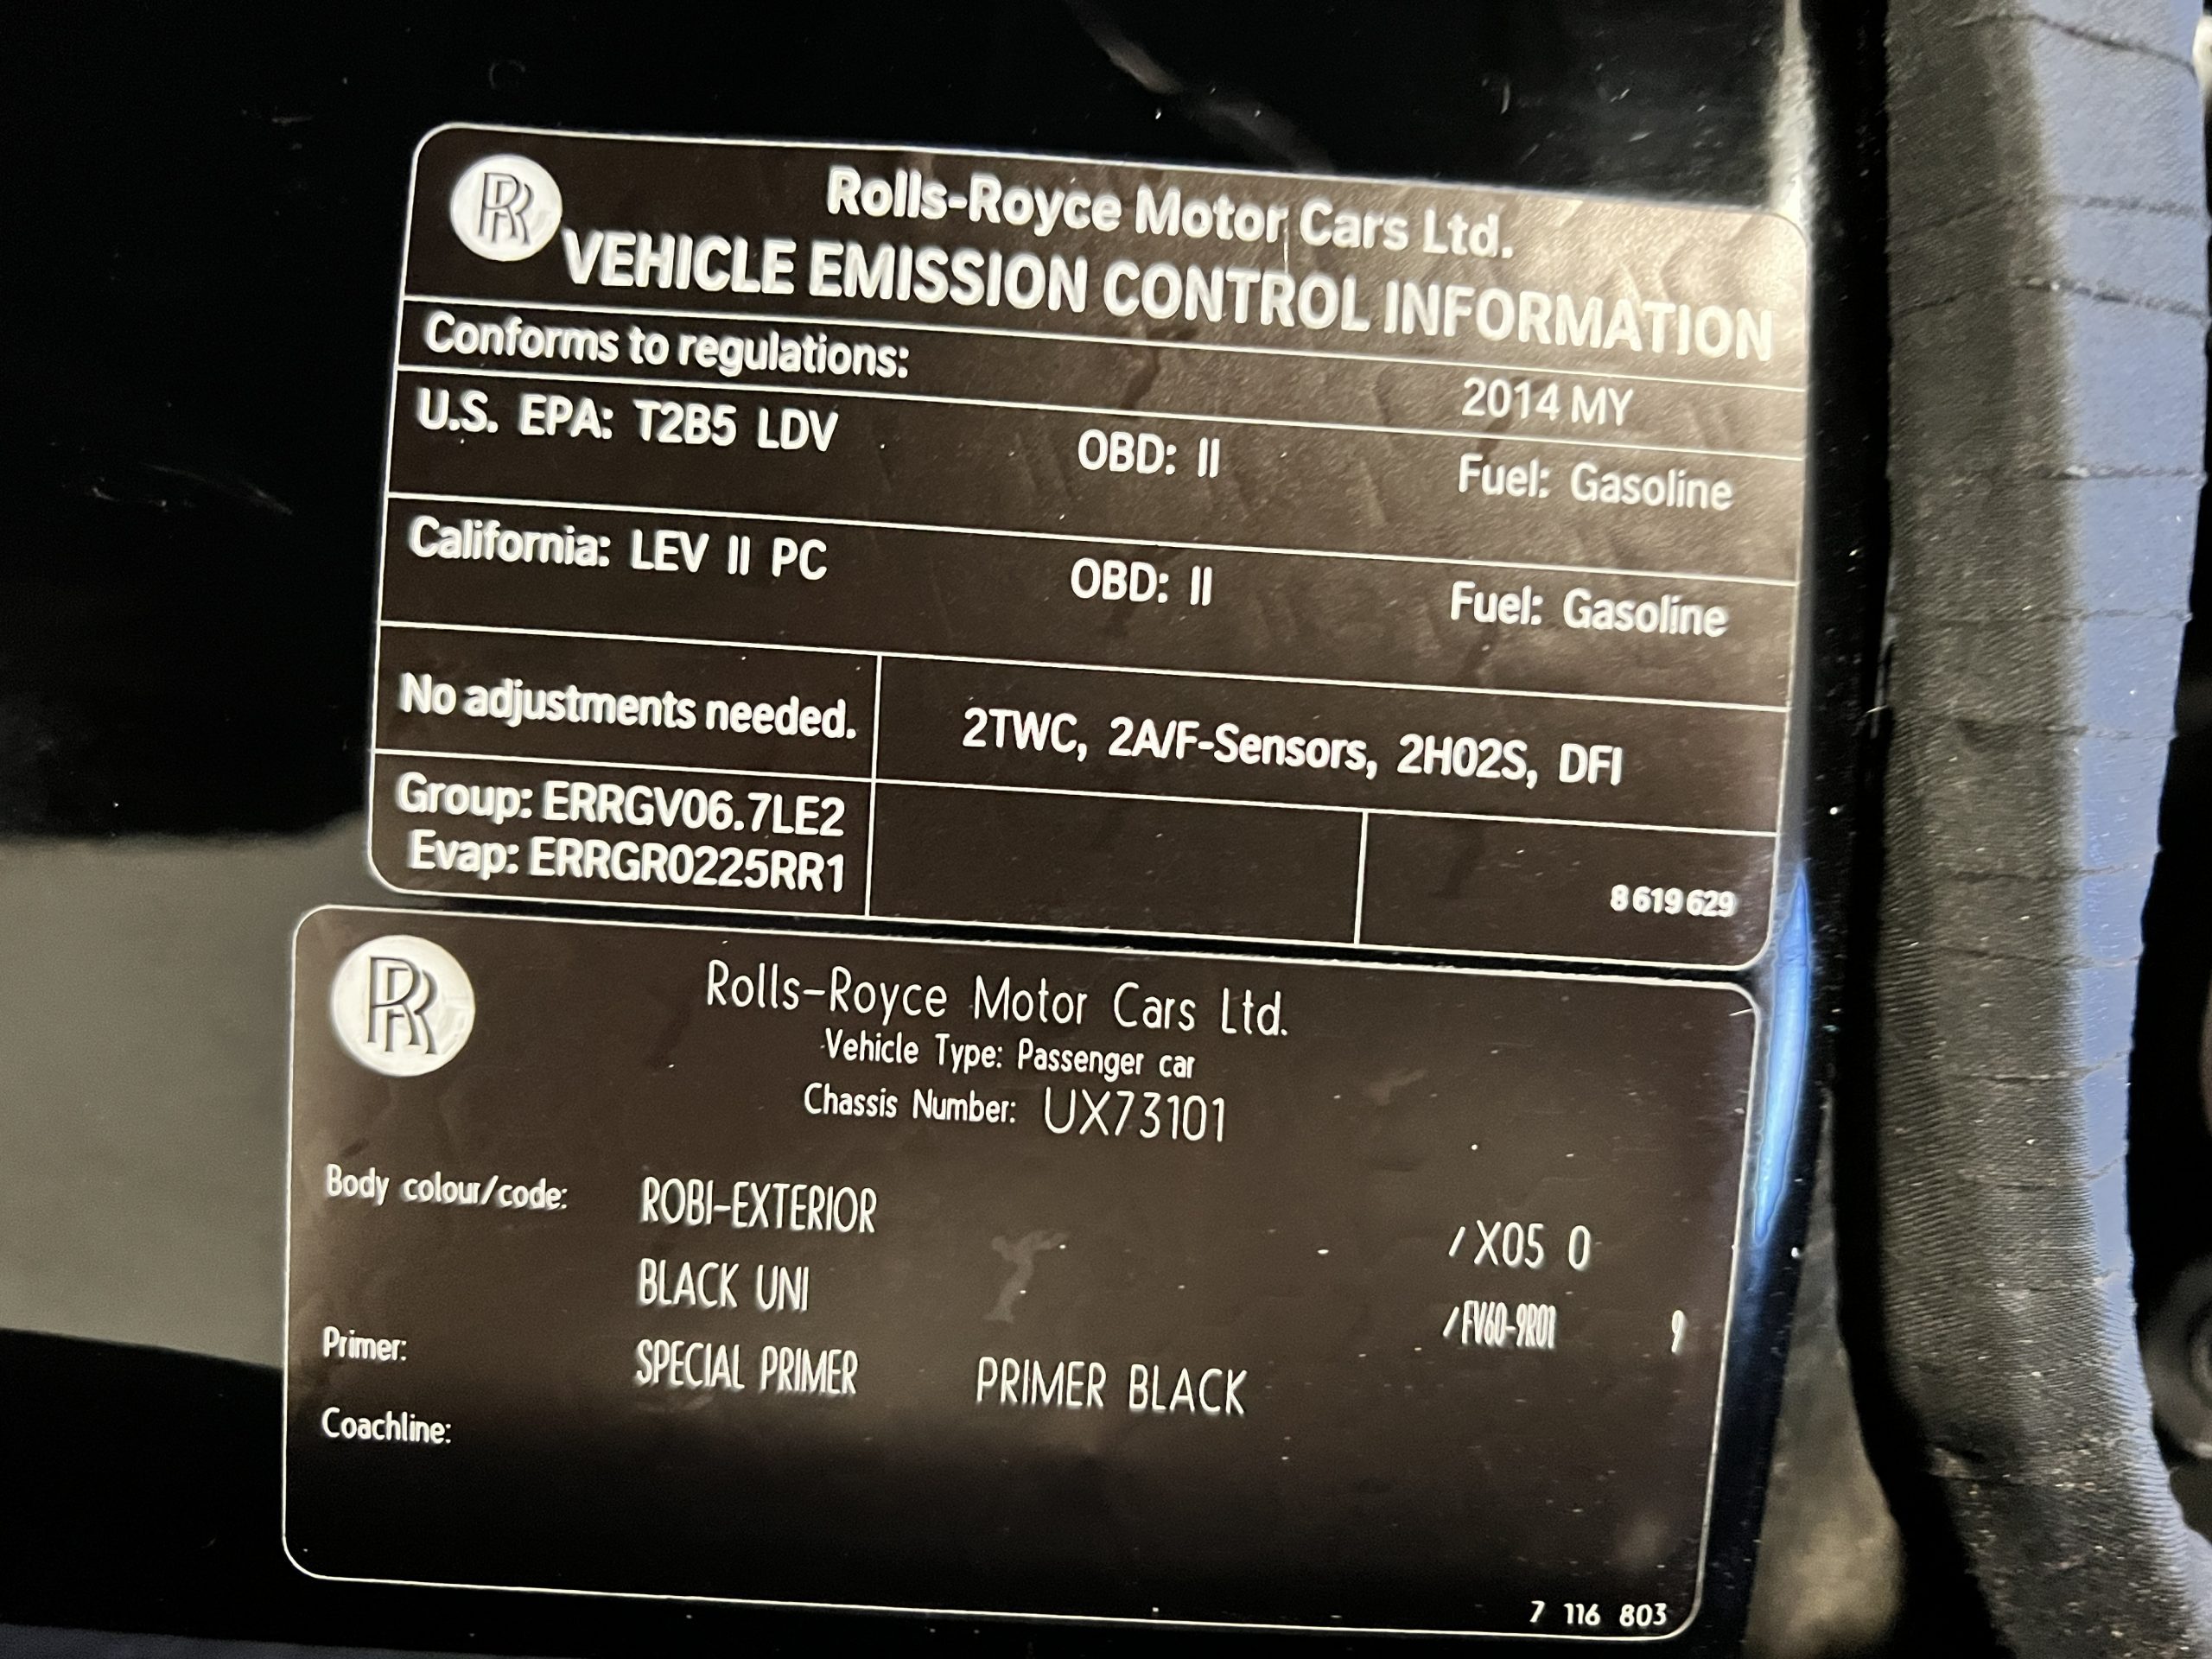 RR
Rolls-Royce Motor Cars Ltd.
VEHICLE EMISSION CONTROL INFORMATION
Conforms to regulations: 2014 MY
U.S. EPA: T2B5 LDV OBD: II Fuel: Gasoline
California: LEV II PC OBD: II Fuel: Gasoline
No adjustments needed. 2TWC, 2A/F-Sensors, 2HO2S, DFI
Group: ERRGV06.7LE2
Evap: ERRGR0225RR1
8 619 629
RR
Rolls-Royce Motor Cars Ltd.
Vehicle Type: Passenger car
Chassis Number: UX73101
Body colour/code: ROBI-EXTERIOR /X05 0
BLACK UNI /FV60-9R01 9
Primer: SPECIAL PRIMER PRIMER BLACK
Coachline:
7 116 803